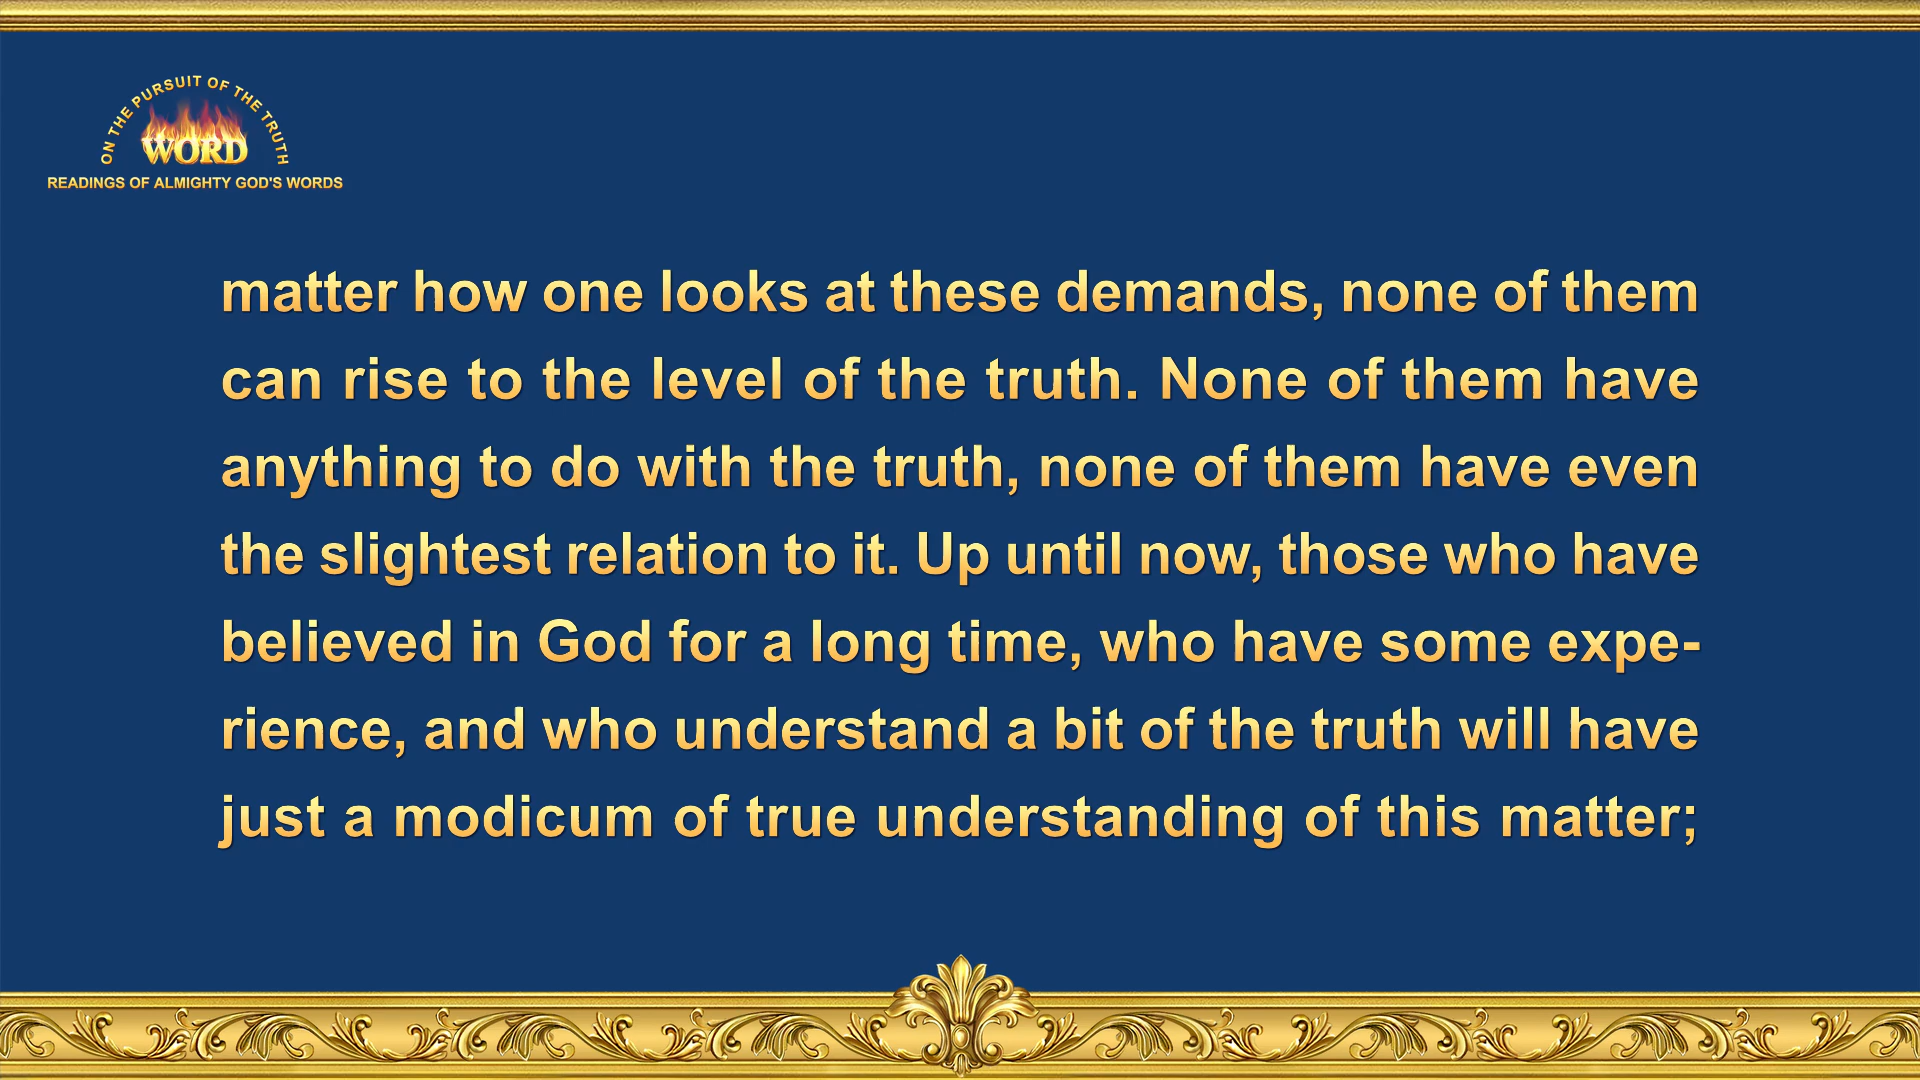 ON THE PURSUIT OF THE TRUTH
WORD
READINGS OF ALMIGHTY GOD'S WORDS
matter how one looks at these demands, none of them
can rise to the level of the truth. None of them have
anything to do with the truth, none of them have even
the slightest relation to it. Up until now, those who have
believed in God for a long time, who have some expe-
rience, and who understand a bit of the truth will have
just a modicum of true understanding of this matter;